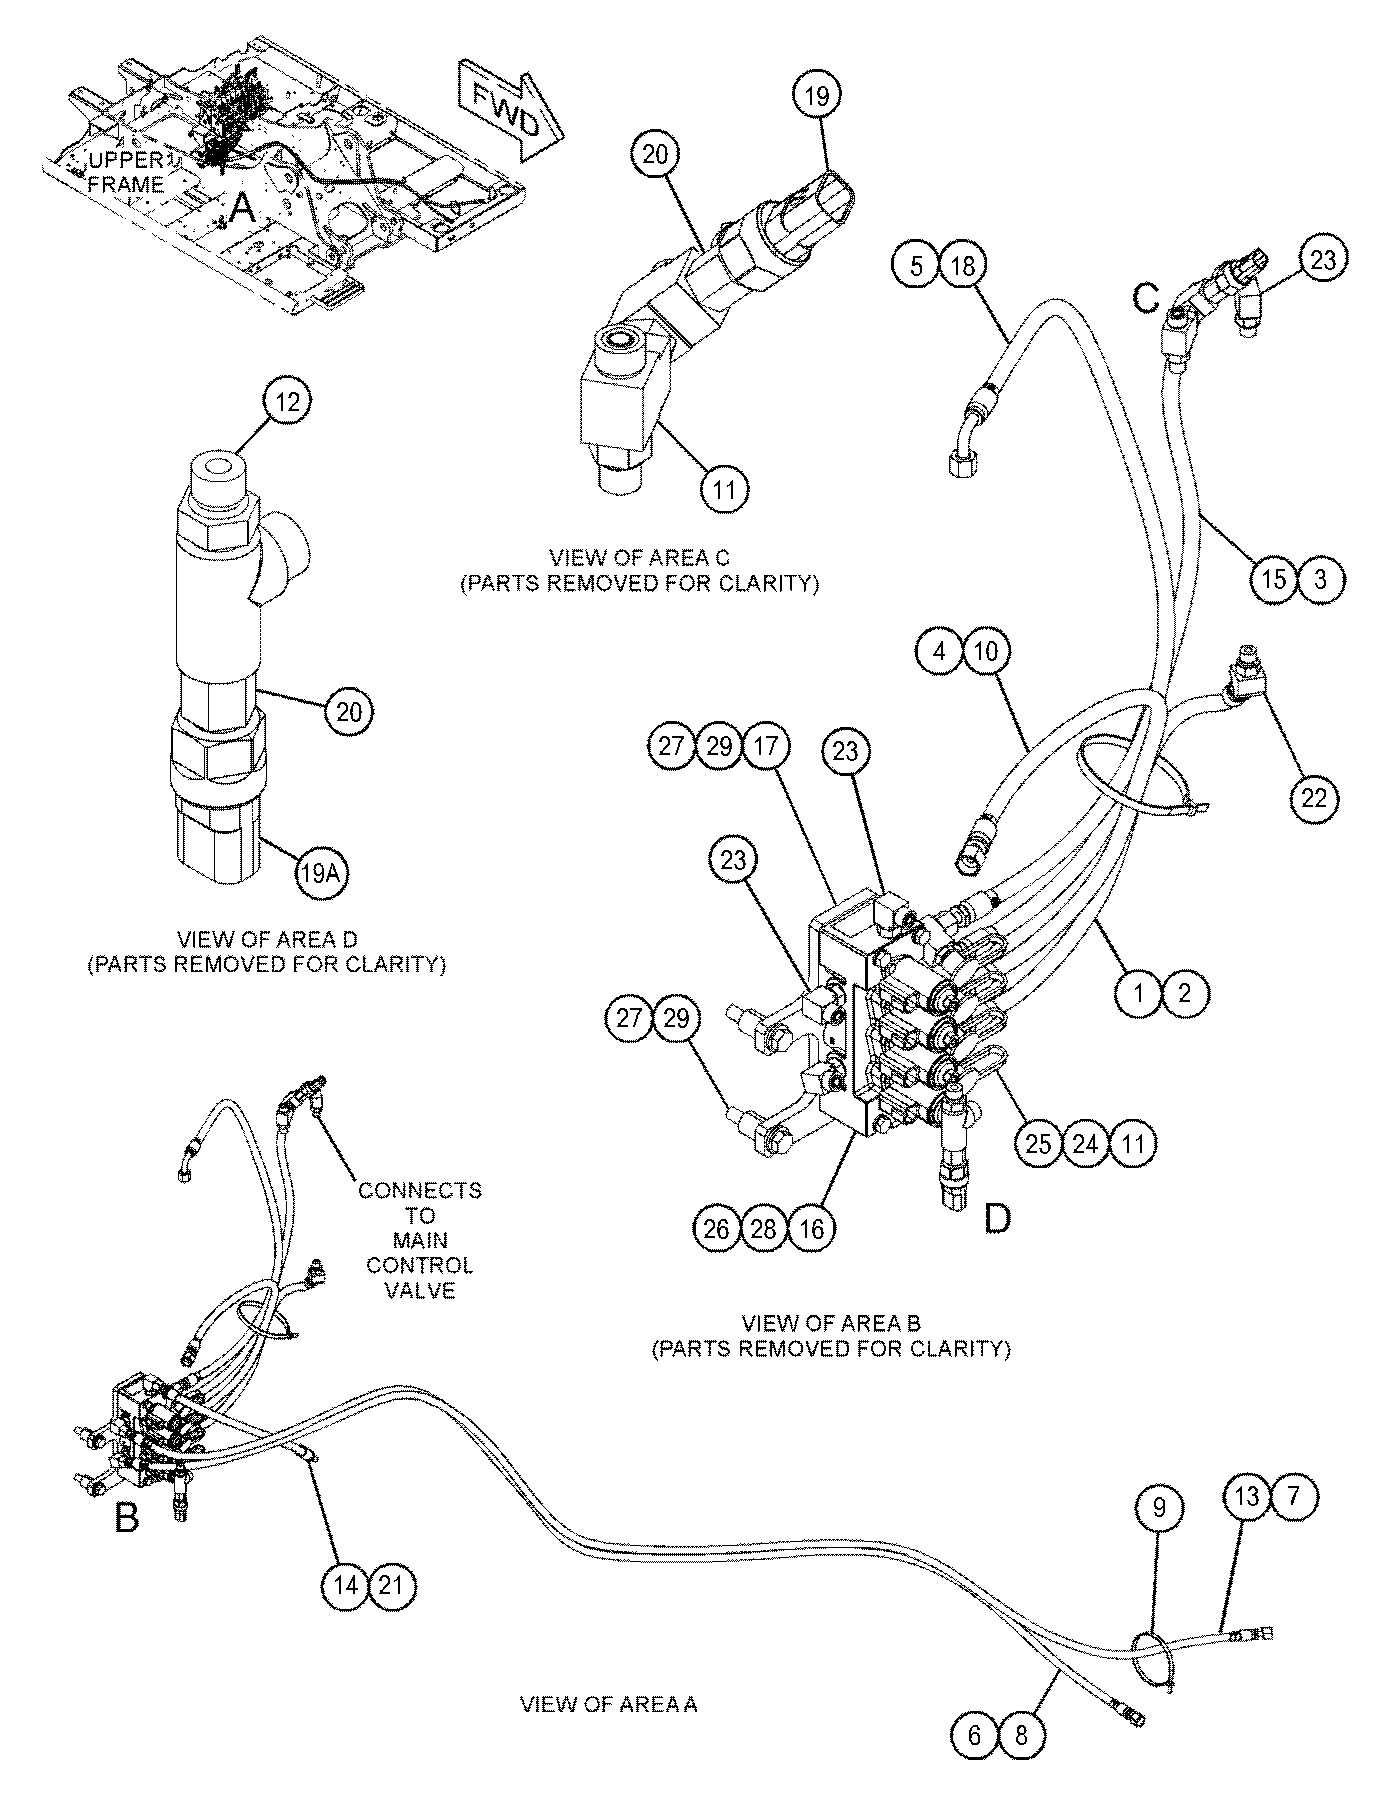 FWD
UPPER
FRAME
A
19
20
5 18
C
23
12
11
VIEW OF AREA C
(PARTS REMOVED FOR CLARITY)
15 3
4 10
20
27 29 17
23
22
23
19A
VIEW OF AREA D
(PARTS REMOVED FOR CLARITY)
1 2
27 29
25 24 11
26 28 16
D
CONNECTS
TO
MAIN
CONTROL
VALVE
VIEW OF AREA B
(PARTS REMOVED FOR CLARITY)
B
14 21
9
13 7
VIEW OF AREA A
6 8